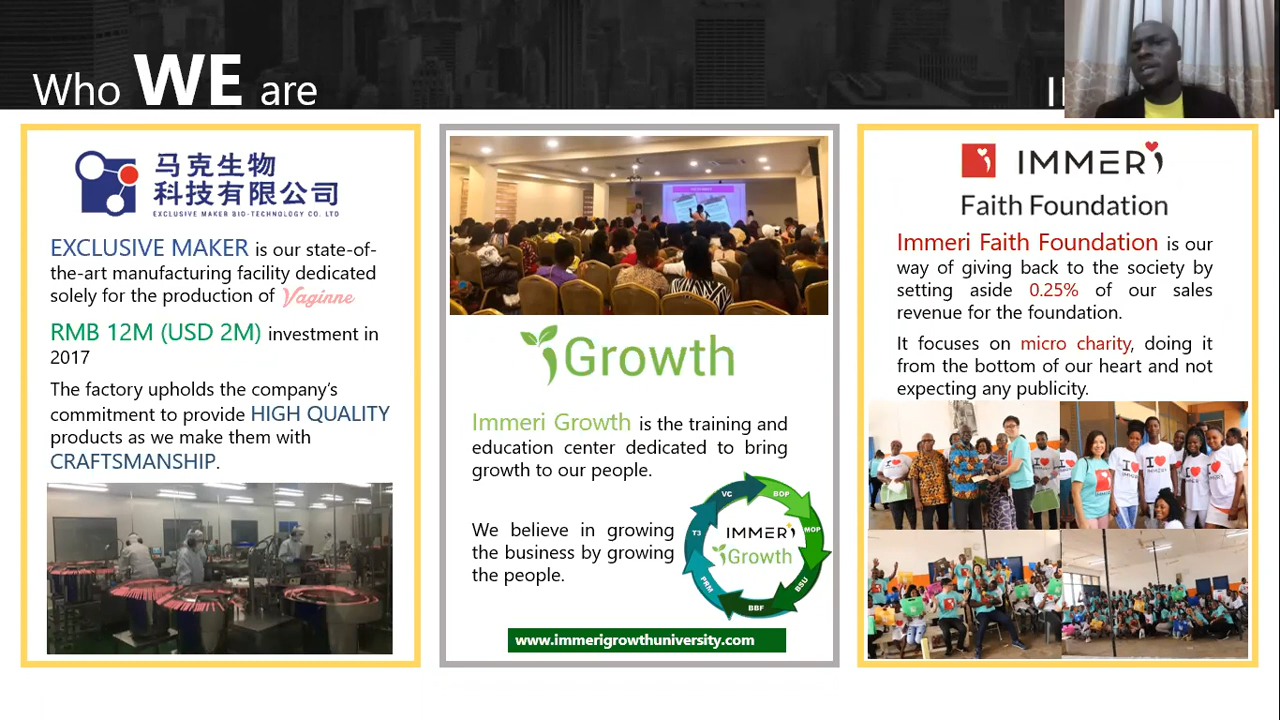 Who WE are
马克生物
科技有限公司
EXCLUSIVE MAKER BIO-TECHNOLOGY CO. LTD
EXCLUSIVE MAKER is our state-of-
the-art manufacturing facility dedicated
solely for the production of Vaginne
RMB 12M (USD 2M) investment in
2017
The factory upholds the company's
commitment to provide HIGH QUALITY
products as we make them with
CRAFTSMANSHIP.
Growth
Immeri Growth is the training and
education center dedicated to bring
growth to our people.
We believe in growing
the business by growing
the people.
VC
BOP
MOP
BSU
BBF
PRM
T3
IMMERI
Growth
www.immerigrowthuniversity.com
IMMERI
Faith Foundation
Immeri Faith Foundation is our
way of giving back to the society by
setting aside 0.25% of our sales
revenue for the foundation.
It focuses on micro charity, doing it
from the bottom of our heart and not
expecting any publicity.